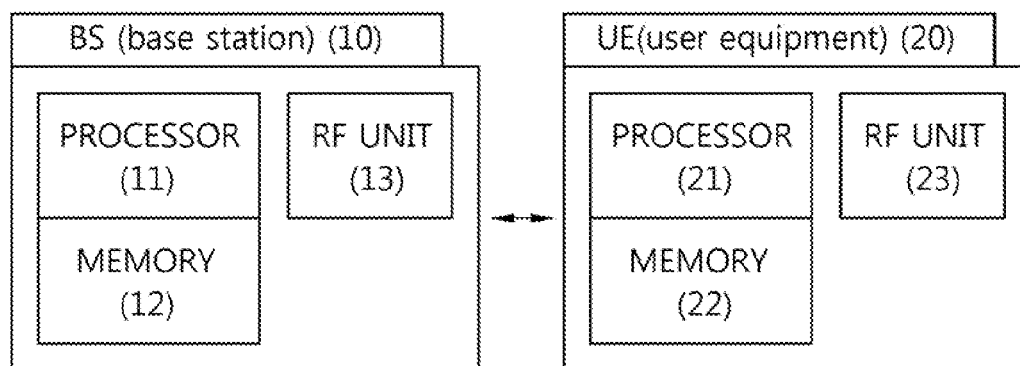 BS (base station) (10)
PROCESSOR
(11)
RF UNIT
(13)
MEMORY
(12)
UE(user equipment) (20)
PROCESSOR
(21)
RF UNIT
(23)
MEMORY
(22)